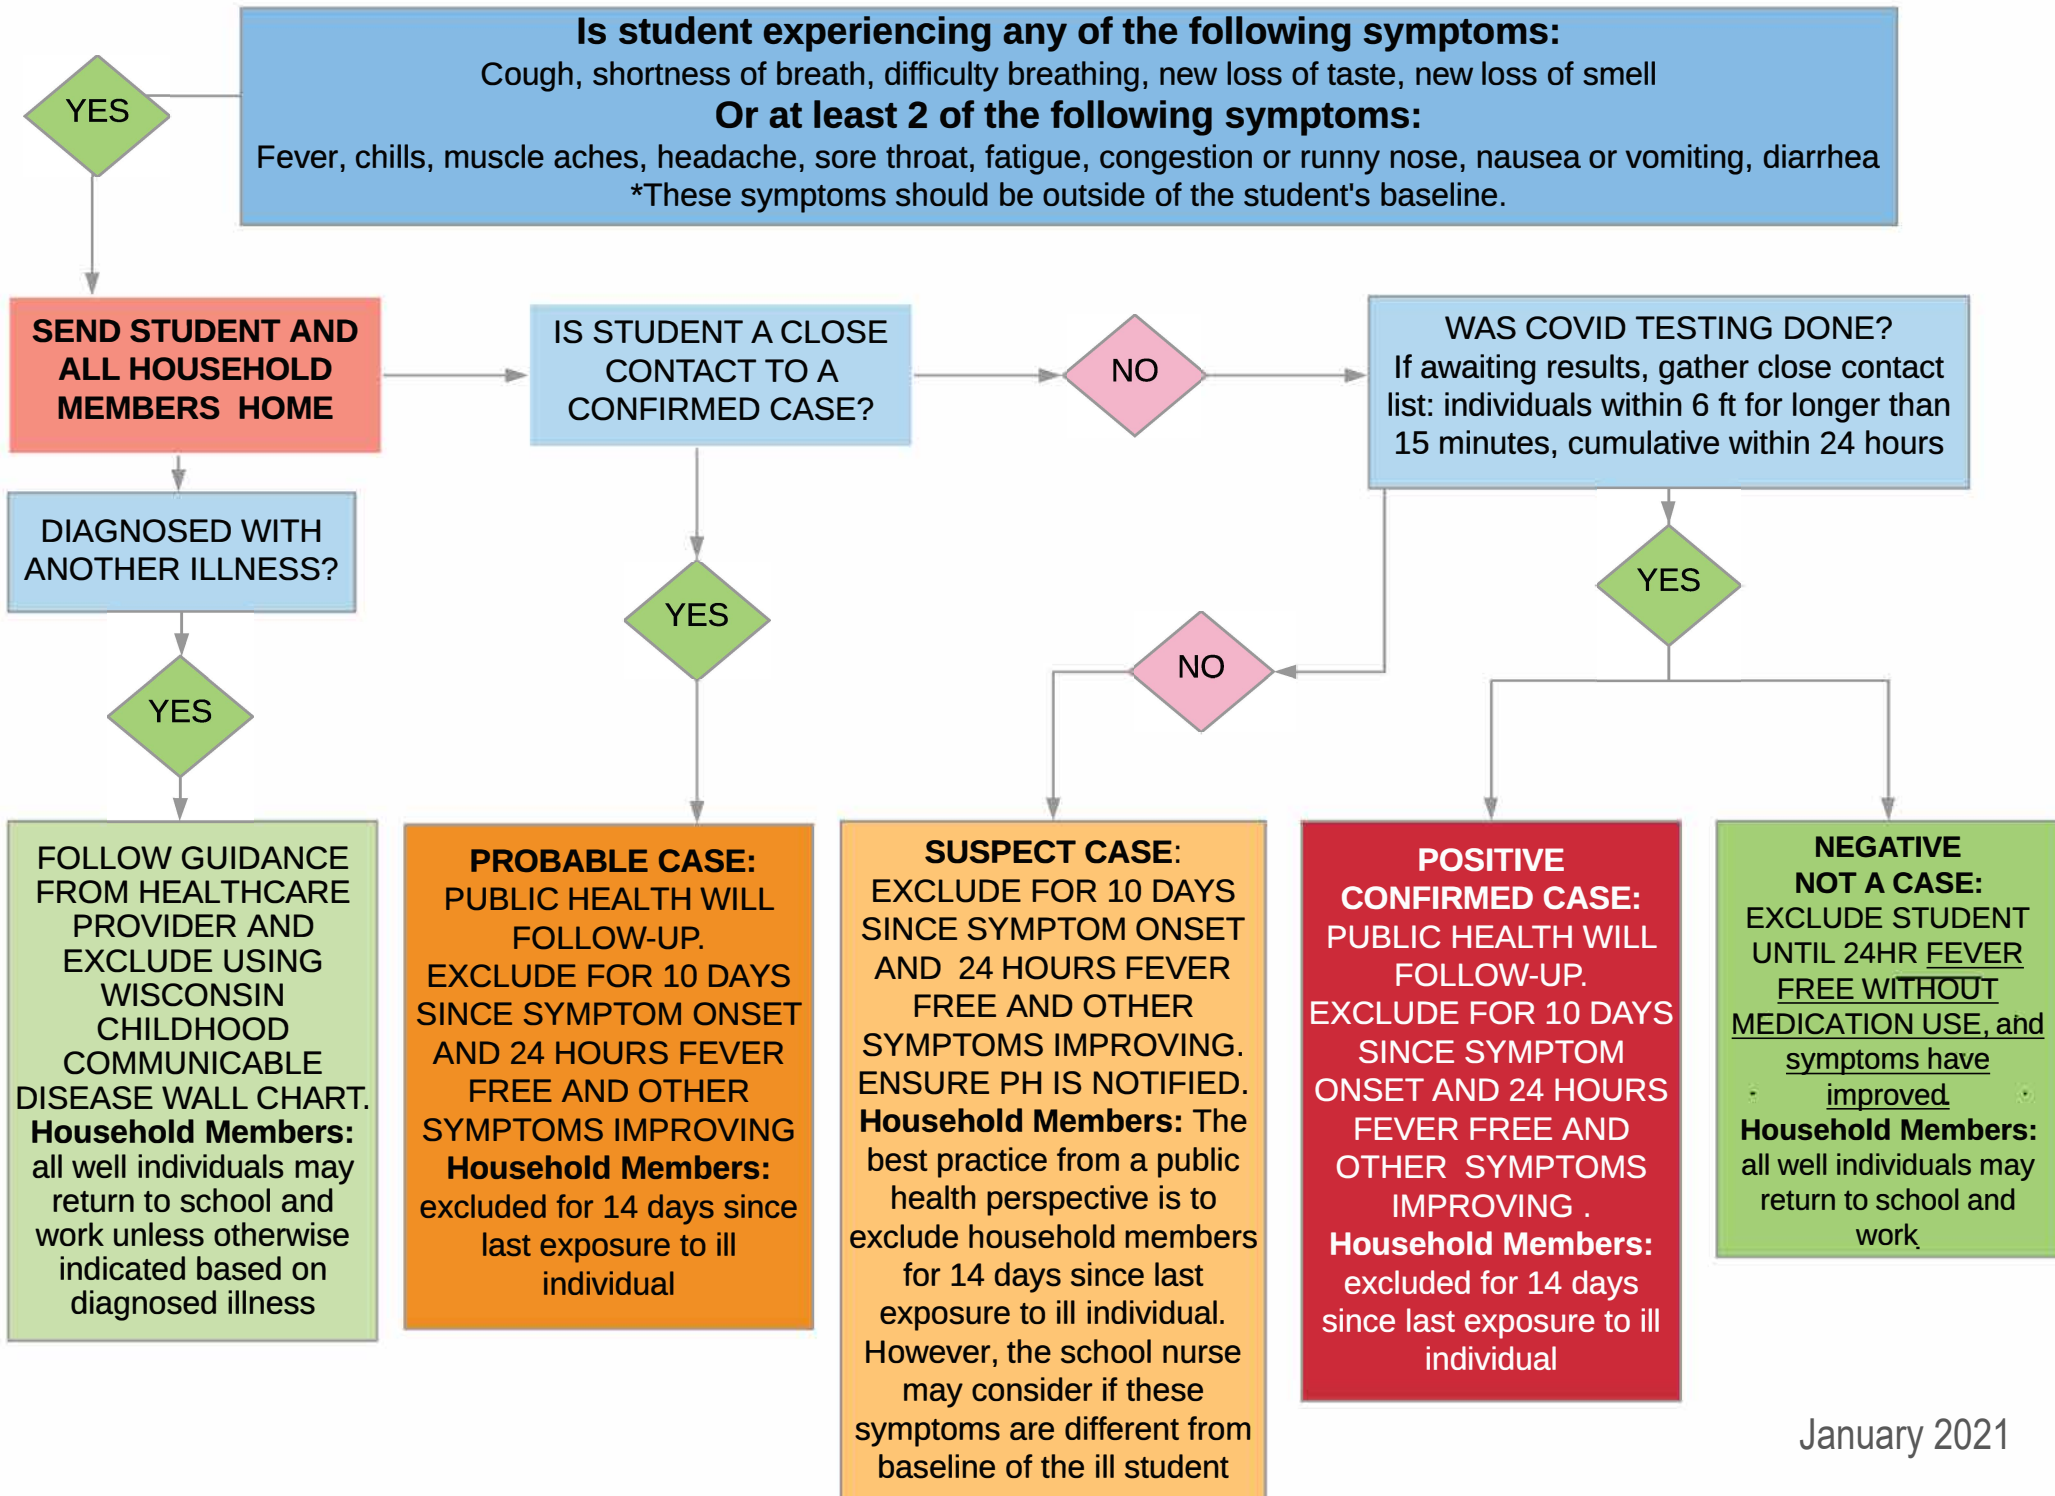 Is student experiencing any of the following symptoms:
Cough, shortness of breath, difficulty breathing, new loss of taste, new loss of smell
Or at least 2 of the following symptoms:
Fever, chills, muscle aches, headache, sore throat, fatigue, congestion or runny nose, nausea or vomiting, diarrhea
*These symptoms should be outside of the student's baseline.
YES
SEND STUDENT AND
ALL HOUSEHOLD
MEMBERS HOME
IS STUDENT A CLOSE
CONTACT TO A
CONFIRMED CASE?
NO
WAS COVID TESTING DONE?
If awaiting results, gather close contact
list: individuals within 6 ft for longer than
15 minutes, cumulative within 24 hours
DIAGNOSED WITH
ANOTHER ILLNESS?
YES
YES
NO
YES
FOLLOW GUIDANCE
FROM HEALTHCARE
PROVIDER AND
EXCLUDE USING
WISCONSIN
CHILDHOOD
COMMUNICABLE
DISEASE WALL CHART.
Household Members:
all well individuals may
return to school and
work unless otherwise
indicated based on
diagnosed illness
PROBABLE CASE:
PUBLIC HEALTH WILL
FOLLOW-UP.
EXCLUDE FOR 10 DAYS
SINCE SYMPTOM ONSET
AND 24 HOURS FEVER
FREE AND OTHER
SYMPTOMS IMPROVING
Household Members:
excluded for 14 days since
last exposure to ill
individual
SUSPECT CASE:
EXCLUDE FOR 10 DAYS
SINCE SYMPTOM ONSET
AND 24 HOURS FEVER
FREE AND OTHER
SYMPTOMS IMPROVING.
ENSURE PH IS NOTIFIED.
Household Members: The
best practice from a public
health perspective is to
exclude household members
for 14 days since last
exposure to ill individual.
However, the school nurse
may consider if these
symptoms are different from
baseline of the ill student
POSITIVE
CONFIRMED CASE:
PUBLIC HEALTH WILL
FOLLOW-UP.
EXCLUDE FOR 10 DAYS
SINCE SYMPTOM
ONSET AND 24 HOURS
FEVER FREE AND
OTHER SYMPTOMS
IMPROVING .
Household Members:
excluded for 14 days
since last exposure to ill
individual
NEGATIVE
NOT A CASE:
EXCLUDE STUDENT
UNTIL 24HR FEVER
FREE WITHOUT
MEDICATION USE, and
symptoms have
improved.
Household Members:
all well individuals may
return to school and
work.
January 2021